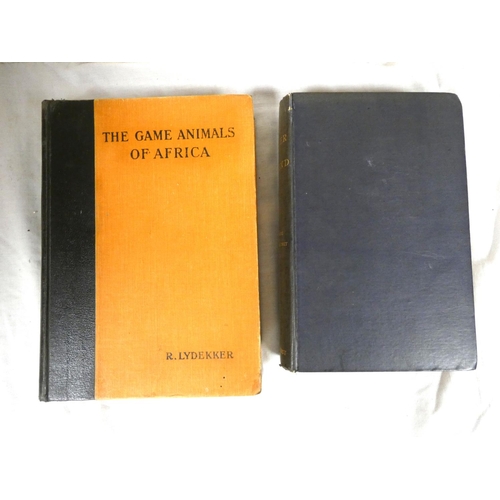 THE GAME ANIMALS
OF AFRICA
R. LYDEKKER